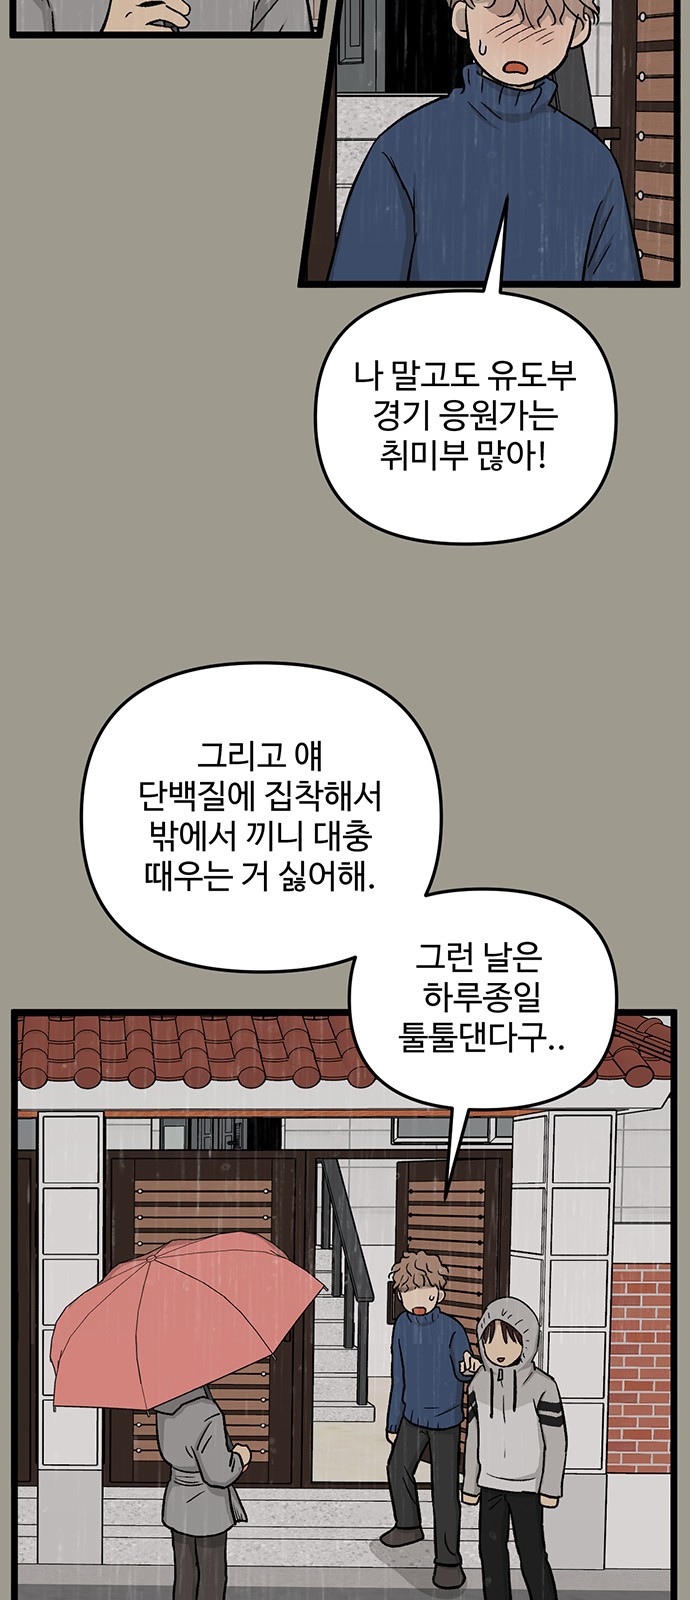 나 말고도 유도부
경기 응원가는
취미부 많아!
그리고 얘
단백질에 집착해서
밖에서 끼니 대충
때우는 거 싫어해.
그런 날은
하루종일
툴툴댄다구..